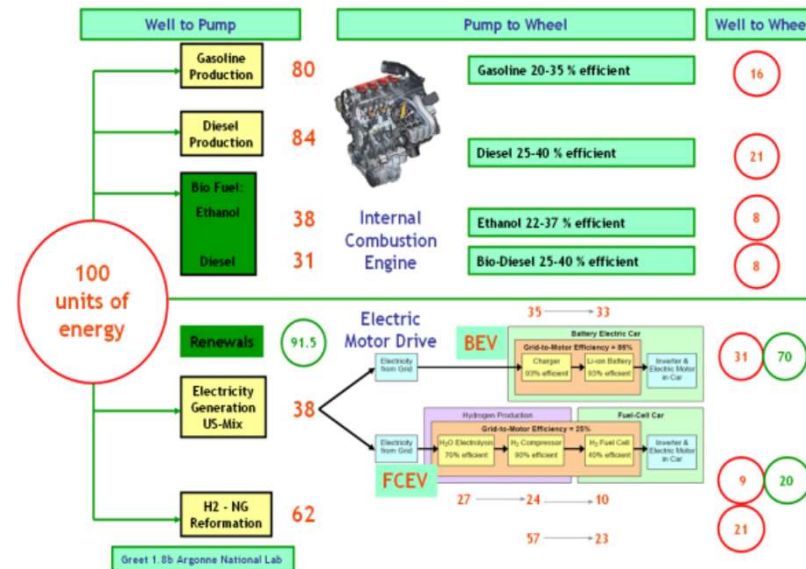 Well to Pump
Pump to Wheel
Well to Whee
Gasoline
Production
80
Gasoline 20-35 % efficient
16
Diesel
Production
84
Diesel 25-40 % efficient
21
Bio Fuel:
Ethanol
38
Internal
Combustion
Engine
Ethanol 22-37 % efficient
8
Diesel
31
Bio-Diesel 25-40 % efficient
8
100
units of
energy
Renewals
91.5
Electric
Motor Drive
BEV
35
33
Battery Electric Car
Grid-to-Motor Efficiency = 86%
Electricity
from Grid
Charger
93% efficient
Li-ion Battery
93% efficient
Inverter &
Electric Motor
in Car
31
70
Electricity
Generation
US-Mix
38
Hydrogen Production
Fuel-Cell Car
Grid-to-Motor Efficiency = 25%
Electricity
from Grid
H2O Electrolysis
70% efficient
H2 Compressor
90% efficient
H2 Fuel Cell
40% efficient
Inverter &
Electric Motor
in Car
FCEV
27
24
10
9
20
H2 - NG
Reformation
62
57
23
21
Greet 1.8b Argonne National Lab